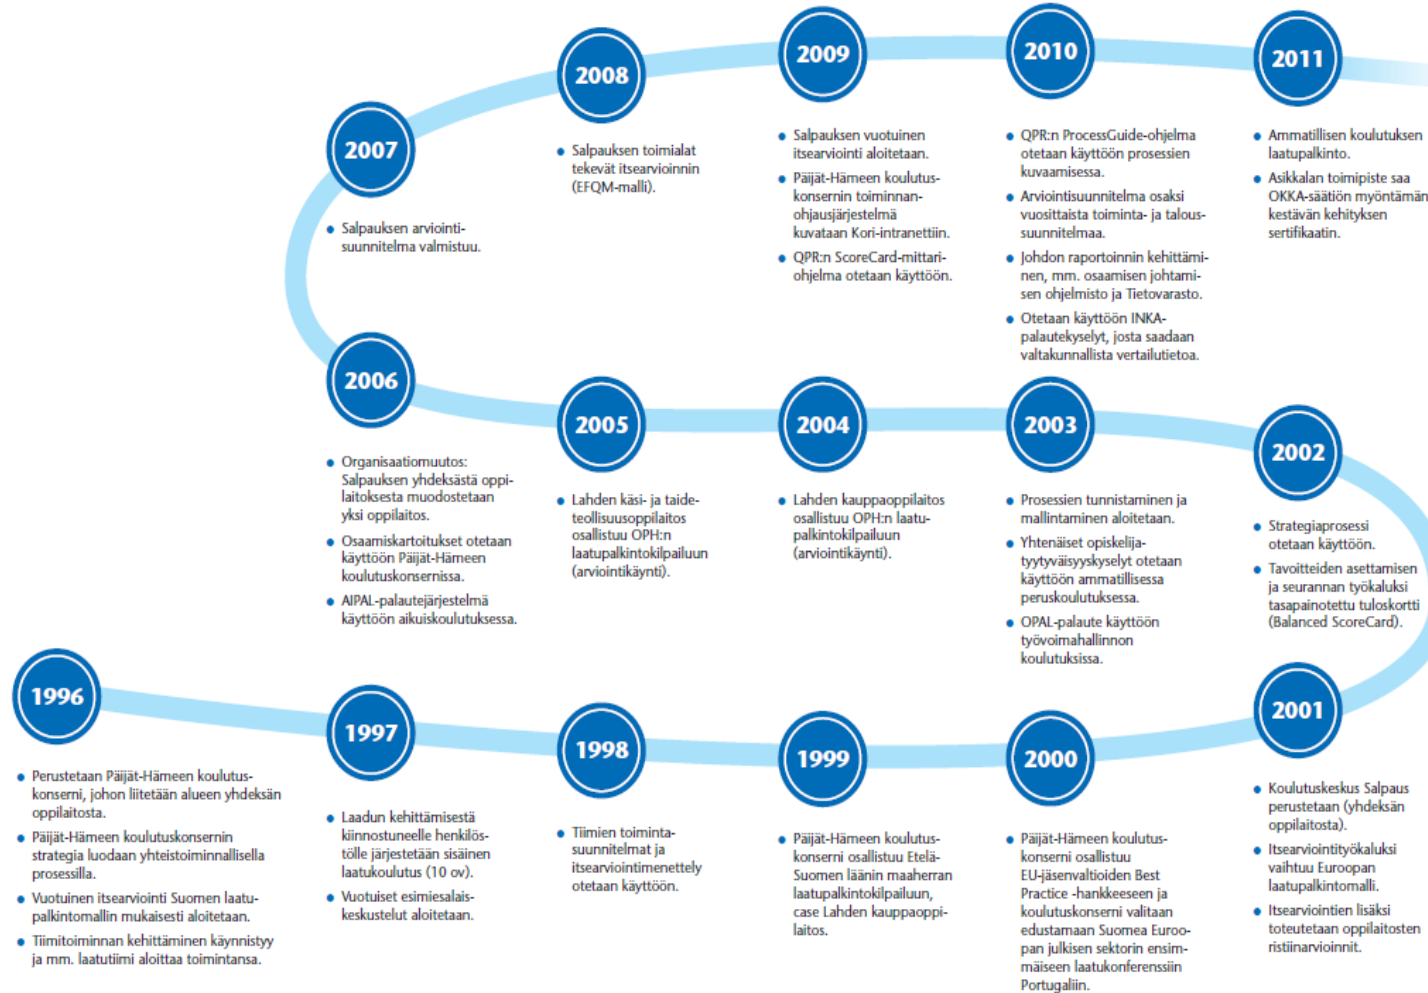 2007
Salpauksen arviointi-
suunnitelma valmistuu.
2008
Salpauksen toimialat
tekevät itsearvioinnin
(EFQM-malli).
2009
Salpauksen vuotuinen
itsearviointi aloitetaan.
Päijät-Hämeen koulutus-
konsernin toiminnan-
ohjausjärjestelmä
kuvataan Kori-intranettiin.
QPR:n ScoreCard-mittari-
ohjelma otetaan käyttöön.
2010
QPR:n ProcessGuide-ohjelma
otetaan käyttöön prosessien
kuvaamisessa.
Arviointisuunnitelma osaksi
vuosittaista toiminta- ja talous-
suunnitelmaa.
Johdon raportoinnin kehittämi-
nen, mm. osaamisen johtami-
sen ohjelmisto ja Tietovarasto.
Otetaan käyttöön INKA-
palautekyselyt, josta saadaan
valtakunnallista vertailutietoa.
2011
Ammatillisen koulutuksen
laatupalkinto.
Asikkalan toimipiste saa
OKKA-säätiön myöntämän
kestävän kehityksen
sertifikaatin.
2006
Organisaatiomuutos:
Salpauksen yhdeksästä oppi-
laitoksesta muodostetaan
yksi oppilaitos.
Osaamiskartoitukset otetaan
käyttöön Päijät-Hämeen
koulutuskonsernissa.
AIPAL-palautejärjestelmä
käyttöön aikuiskoulutuksessa.
2005
Lahden käsi- ja taide-
teollisuusoppilaitos
osallistuu OPH:n
laatupalkintokilpailuun
(arviointikäynti).
2004
Lahden kauppaoppilaitos
osallistuu OPH:n laatu-
palkintokilpailuun
(arviointikäynti).
2003
Prosessien tunnistaminen ja
mallintaminen aloitetaan.
Yhtenäiset opiskelija-
tyytyväisyyskyselyt otetaan
käyttöön ammatillisessa
peruskoulutuksessa.
OPAL-palaute käyttöön
työvoimahallinnon
koulutuksissa.
2002
Strategiaprosessi
otetaan käyttöön.
Tavoitteiden asettamisen
ja seurannan työkaluksi
tasapainotettu tuloskortti
(Balanced ScoreCard).
1996
Perustetaan Päijät-Hämeen koulutus-
konserni, johon liitetään alueen yhdeksän
oppilaitosta.
Päijät-Hämeen koulutuskonsernin
strategia luodaan yhteistoiminnallisella
prosessilla.
Vuotuinen itsearviointi Suomen laatu-
palkintomallin mukaisesti aloitetaan.
Tiimitoiminnan kehittäminen käynnistyy
ja mm. laatutiimi aloittaa toimintansa.
1997
Laadun kehittämisestä
kiinnostuneelle henkilös-
tölle järjestetään sisäinen
laatukoulutus (10 ov).
Vuotuiset esimiesalais-
keskustelut aloitetaan.
1998
Tiimien toiminta-
suunnitelmat ja
itsearviointimenettely
otetaan käyttöön.
1999
Päijät-Hämeen koulutus-
konserni osallistuu Etelä-
Suomen läänin maaherran
laatupalkintokilpailuun,
case Lahden kauppaoppi-
laitos.
2000
Päijät-Hämeen koulutus-
konserni osallistuu
EU-jäsenvaltioiden Best
Practice -hankkeeseen ja
koulutuskonserni valitaan
edustamaan Suomea Euroo-
pan julkisen sektorin ensim-
mäiseen laatukonferenssiin
Portugaliin.
2001
Koulutuskeskus Salpaus
perustetaan (yhdeksän
oppilaitosta).
Itsearviointityökaluksi
vaihtuu Euroopan
laatupalkintomalli.
Itsearviointien lisäksi
toteutetaan oppilaitosten
ristiinarvioinnit.